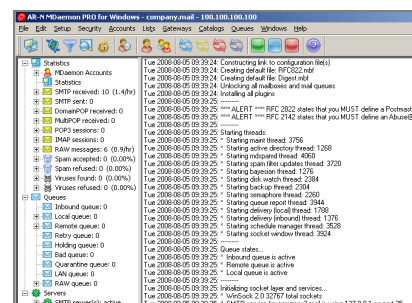 Alt-N MDaemon PRO for Windows - company.mail - 100.100.100.100
File Edit Setup Security Accounts Lists Gateways Catalogs Queues Windows Help
Statistics
MDaemon Accounts
Statistics
SMTP received: 10 (1.4/hr)
SMTP sent: 0
DomainPOP received: 0
MultiPOP received: 0
POP3 sessions: 0
IMAP sessions: 0
RAW messages: 6 (0.9/hr)
Spam accepted: 0 (0.00%)
Spam refused: 0 (0.00%)
Viruses found: 0 (0.00%)
Viruses refused: 0 (0.00%)
Queues
Inbound queue: 0
Local queue: 0
Remote queue: 0
Retry queue: 0
Holding queue: 0
Bad queue: 0
Quarantine queue: 0
LAN queue: 0
RAW queue: 0
Servers
SMTP server(s): active
Tue 2008-08-05 09:39:24: Constructing link to configuration file(s)
Tue 2008-08-05 09:39:24: Creating default file: RFC822.mbf
Tue 2008-08-05 09:39:24: Creating default file: Digest.mbf
Tue 2008-08-05 09:39:24: Unlocking all mailboxes and mail queues
Tue 2008-08-05 09:39:24: Installing all plugins
Tue 2008-08-05 09:39:25: ----------
Tue 2008-08-05 09:39:25: **** ALERT **** RFC 2822 states that you MUST define a Postmast
Tue 2008-08-05 09:39:25: **** ALERT **** RFC 2142 states that you MUST define an Abuse@
Tue 2008-08-05 09:39:25: ----------
Tue 2008-08-05 09:39:25: Starting threads:
Tue 2008-08-05 09:39:25: * Starting maint thread: 3756
Tue 2008-08-05 09:39:25: * Starting active directory thread: 1268
Tue 2008-08-05 09:39:25: * Starting mdspamd thread: 4060
Tue 2008-08-05 09:39:25: * Starting spam filter updates thread: 3720
Tue 2008-08-05 09:39:25: * Starting bayesian thread: 1276
Tue 2008-08-05 09:39:25: * Starting disk watch thread: 2384
Tue 2008-08-05 09:39:25: * Starting backup thread: 2304
Tue 2008-08-05 09:39:25: * Starting semaphore thread: 2260
Tue 2008-08-05 09:39:25: * Starting queue report thread: 3944
Tue 2008-08-05 09:39:25: * Starting delivery (local) thread: 1788
Tue 2008-08-05 09:39:25: * Starting delivery (inbound) thread: 1376
Tue 2008-08-05 09:39:25: * Starting schedule manager thread: 3528
Tue 2008-08-05 09:39:25: * Starting socket window thread: 3924
Tue 2008-08-05 09:39:25: ----------
Tue 2008-08-05 09:39:25: Queue states...
Tue 2008-08-05 09:39:25: * Inbound queue is active
Tue 2008-08-05 09:39:25: * Remote queue is active
Tue 2008-08-05 09:39:25: * Local queue is active
Tue 2008-08-05 09:39:25: ----------
Tue 2008-08-05 09:39:25: Initializing socket layer and services...
Tue 2008-08-05 09:39:25: * WinSock 2.0 32767 total sockets